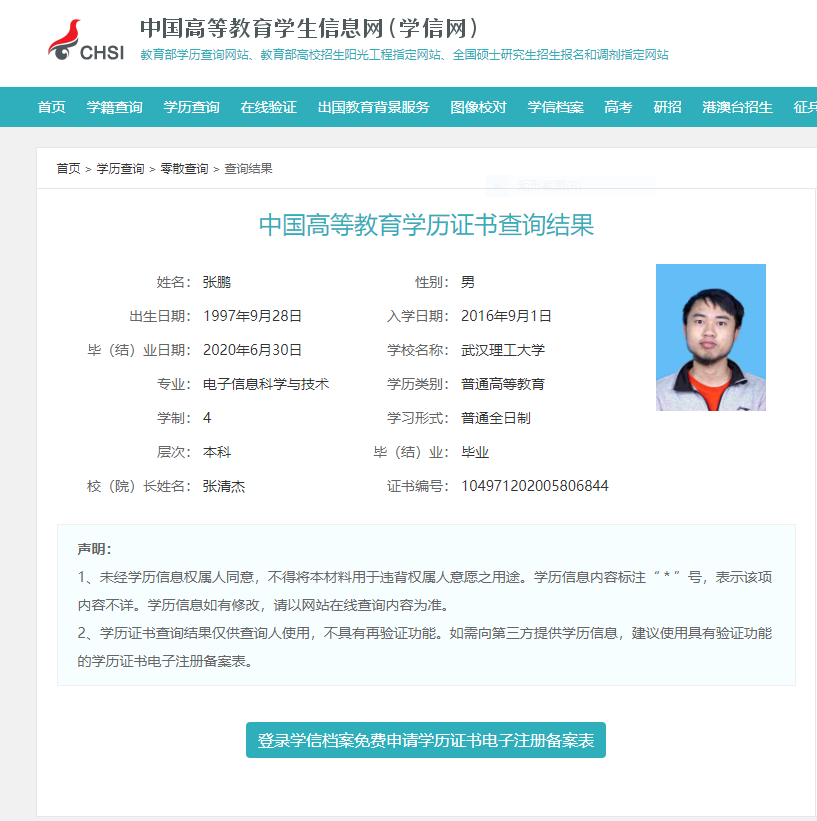 中国高等教育学生信息网（学信网）
CHSI
教育部学历查询网站、教育部高校招生阳光工程指定网站、全国硕士研究生招生报名和调剂指定网站
首页 学籍查询 学历查询 在线验证 出国教育背景服务 图像校对 学信档案 高考 研招 港澳台招生 征兵
首页 > 学历查询 > 零散查询 > 查询结果
中国高等教育学历证书查询结果
姓名： 张鹏 性别： 男
出生日期： 1997年9月28日 入学日期： 2016年9月1日
毕（结）业日期： 2020年6月30日 学校名称： 武汉理工大学
专业： 电子信息科学与技术 学历类别： 普通高等教育
学制： 4 学习形式： 普通全日制
层次： 本科 毕（结）业： 毕业
校（院）长姓名： 张清杰 证书编号： 104971202005806844
声明：
1、未经学历信息权属人同意，不得将本材料用于违背权属人意愿之用途。学历信息内容标注“*”号，表示该项
内容不详。学历信息如有修改，请以网站在线查询内容为准。
2、学历证书查询结果仅供查询人使用，不具有再验证功能。如需向第三方提供学历信息，建议使用具有验证功能
的学历证书电子注册备案表。
登录学信档案免费申请学历证书电子注册备案表